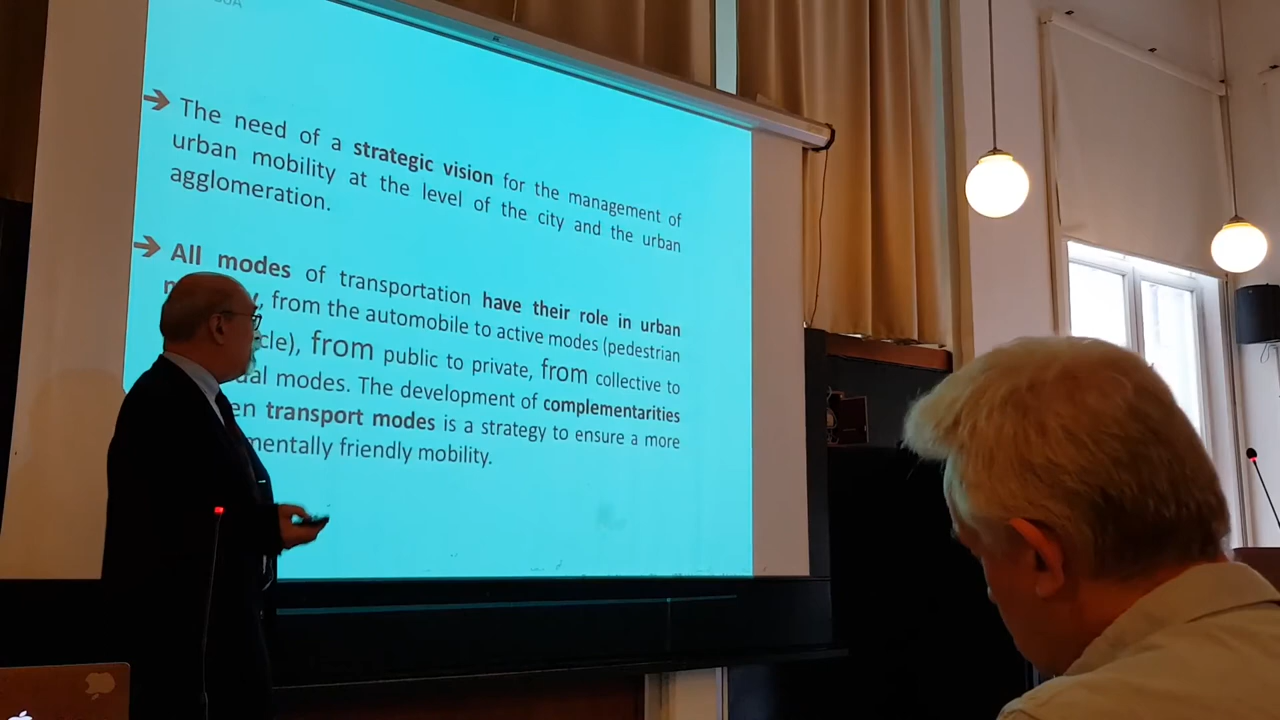 The need of a strategic vision for the management of
urban mobility at the level of the city and the urban
agglomeration.
All modes of transportation have their role in urban
, from the automobile to active modes (pedestrian
cle), from public to private, from collective to
al modes. The development of complementarities
en transport modes is a strategy to ensure a more
mentally friendly mobility.